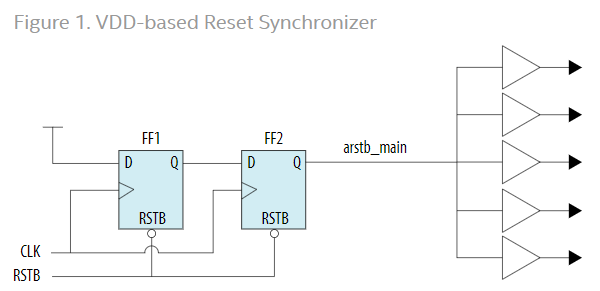 Figure 1. VDD-based Reset Synchronizer
FF1 FF2
arstb_main
D Q D Q
RSTB RSTB
CLK
RSTB